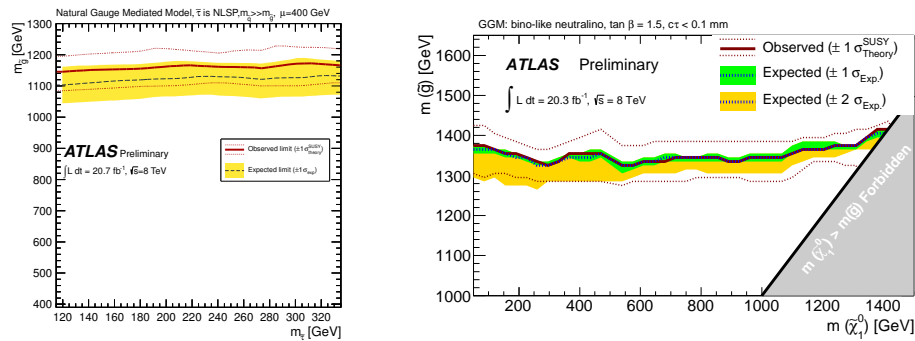 Natural Gauge Mediated Model, τ̃ is NLSP, m_q̃>>m_g̃, μ=400 GeV
m_g̃ [GeV]
1300
1200
1100
1000
900
800
700
600
500
400
ATLAS Preliminary
∫L dt = 20.7 fb⁻¹, √s=8 TeV
Observed limit (±1σ^SUSY_Theory)
Expected limit (±1σ_exp)
120 140 160 180 200 220 240 260 280 300 320
m_τ̃ [GeV]
GGM: bino-like neutralino, tan β = 1.5, cτ < 0.1 mm
m (g̃) [GeV]
1600
1500
1400
1300
1200
1100
1000
ATLAS Preliminary
∫ L dt = 20.3 fb⁻¹, √s = 8 TeV
Observed (± 1 σ^SUSY_Theory)
Expected (± 1 σ_Exp.)
Expected (± 2 σ_Exp.)
m (χ̃⁰₁) > m(g̃) Forbidden
200 400 600 800 1000 1200 1400
m (χ̃⁰₁) [GeV]